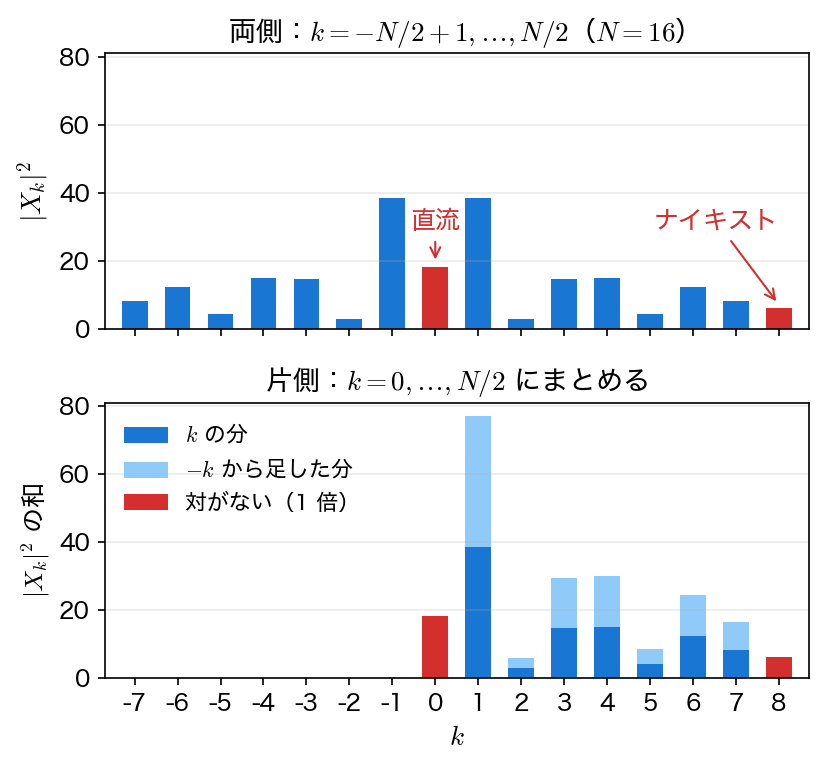 両側：k = −N/2 + 1, ..., N/2（N = 16）
80
60
40
20
0
|X_k|^2
直流
ナイキスト
片側：k = 0, ..., N/2 にまとめる
80
60
40
20
0
|X_k|^2 の和
k の分
−k から足した分
対がない（1 倍）
-7 -6 -5 -4 -3 -2 -1 0 1 2 3 4 5 6 7 8
k